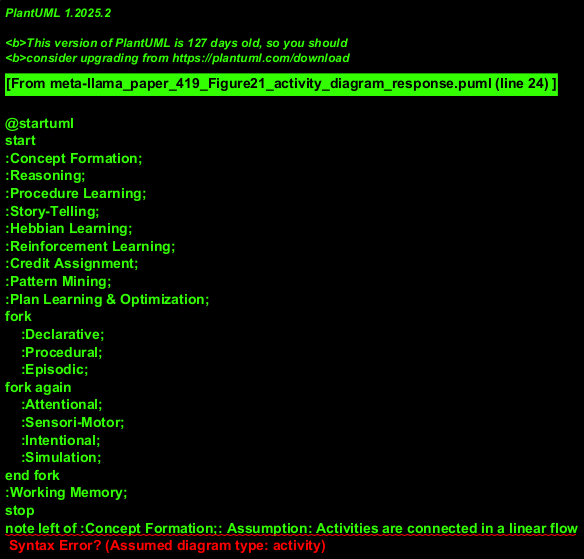 PlantUML 1.2025.2
<b>This version of PlantUML is 127 days old, so you should
<b>consider upgrading from https://plantuml.com/download
[From meta-llama_paper_419_Figure21_activity_diagram_response.puml (line 24) ]
@startuml
start
:Concept Formation;
:Reasoning;
:Procedure Learning;
:Story-Telling;
:Hebbian Learning;
:Reinforcement Learning;
:Credit Assignment;
:Pattern Mining;
:Plan Learning & Optimization;
fork
:Declarative;
:Procedural;
:Episodic;
fork again
:Attentional;
:Sensori-Motor;
:Intentional;
:Simulation;
end fork
:Working Memory;
stop
note left of :Concept Formation;: Assumption: Activities are connected in a linear flow
Syntax Error? (Assumed diagram type: activity)